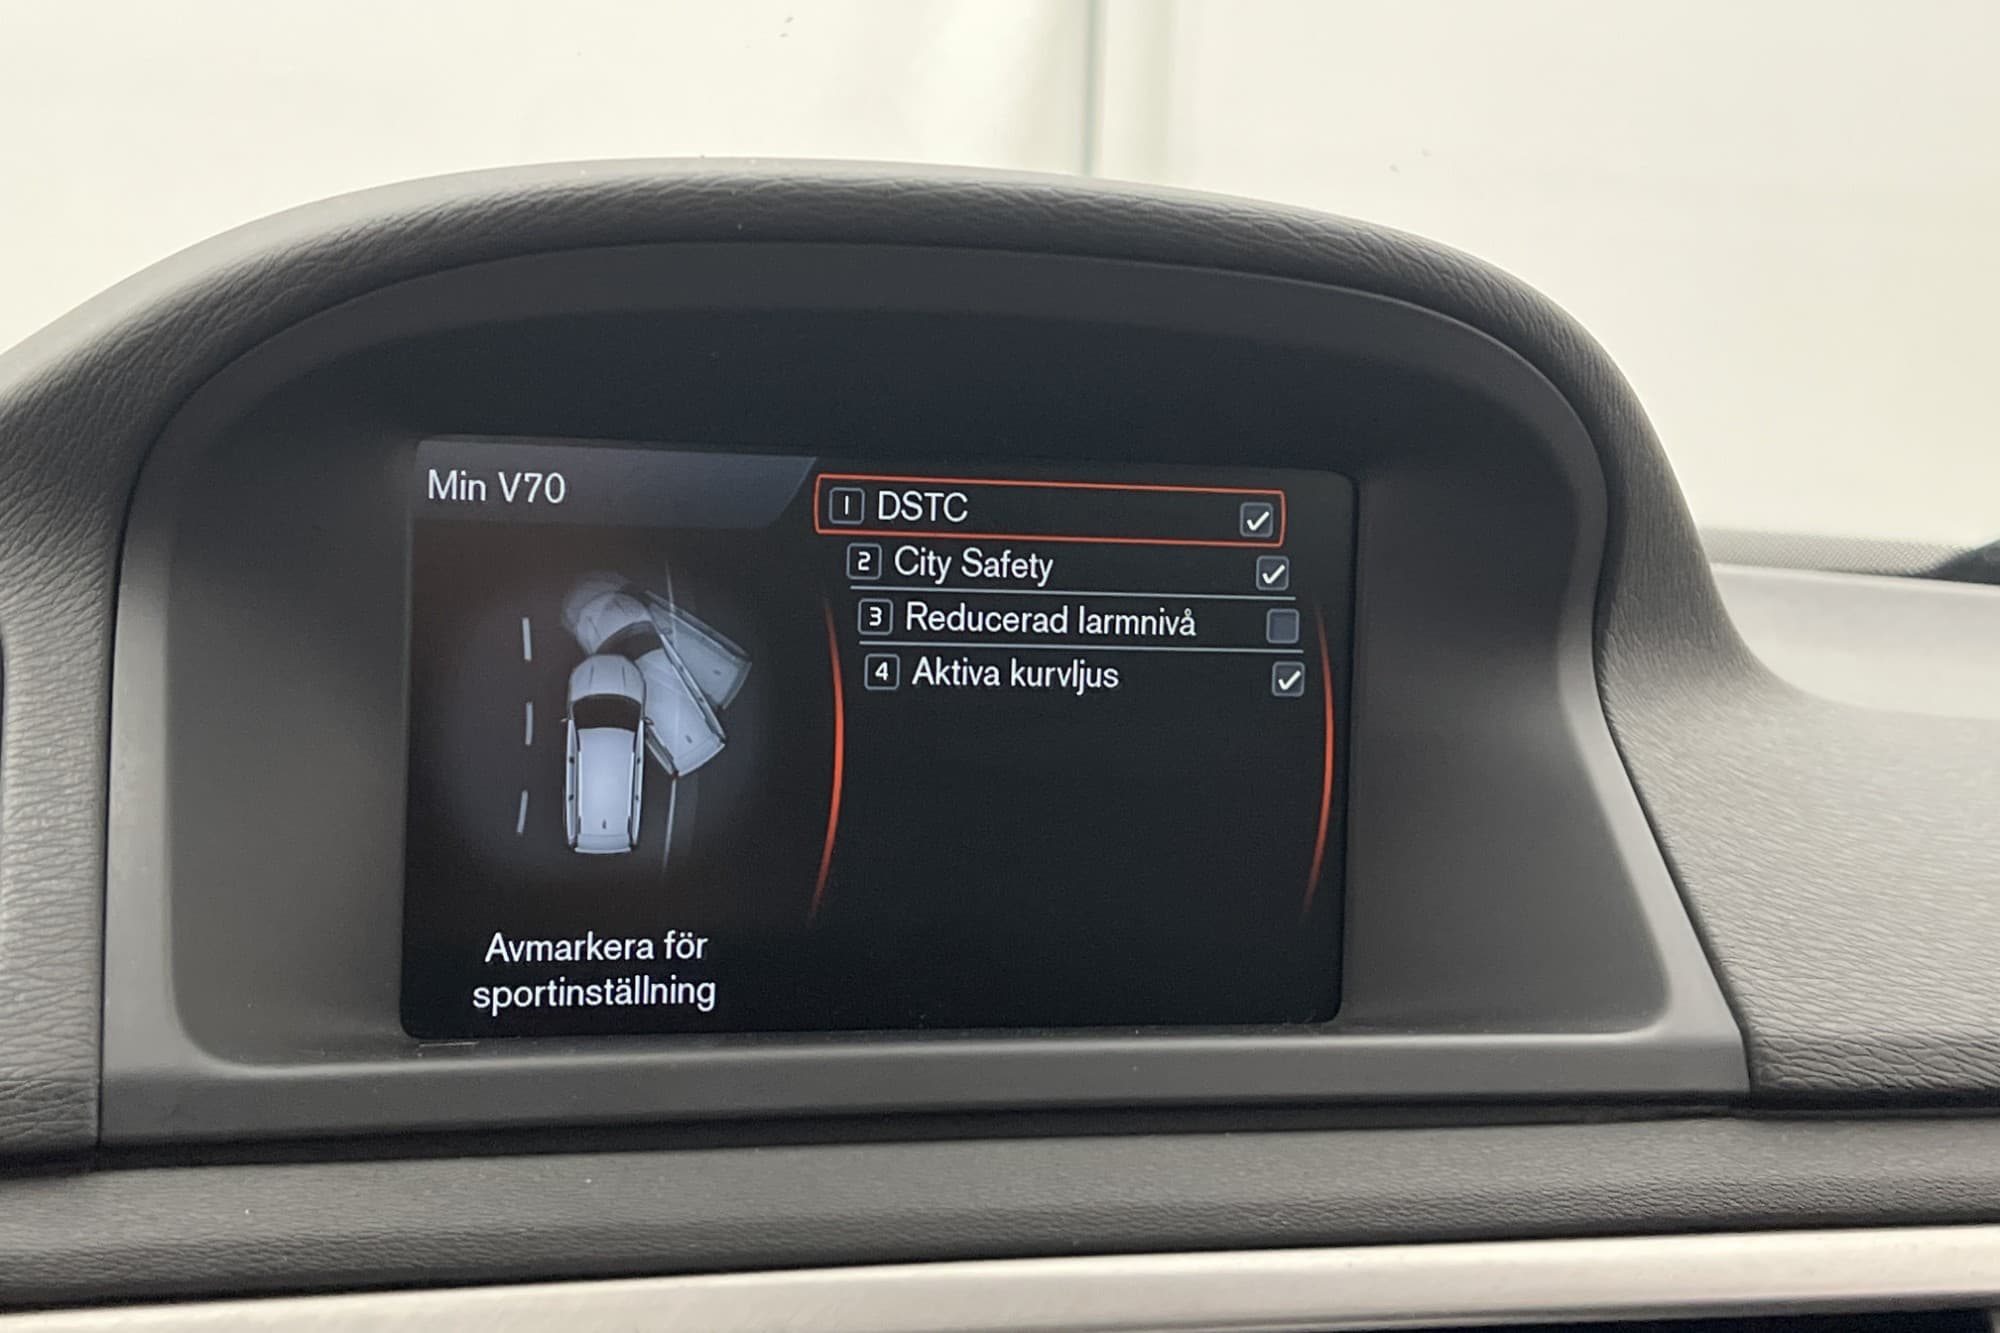 Min V70
1 DSTC
2 City Safety
3 Reducerad larmnivå
4 Aktiva kurvljus
Avmarkera för
sportinställning